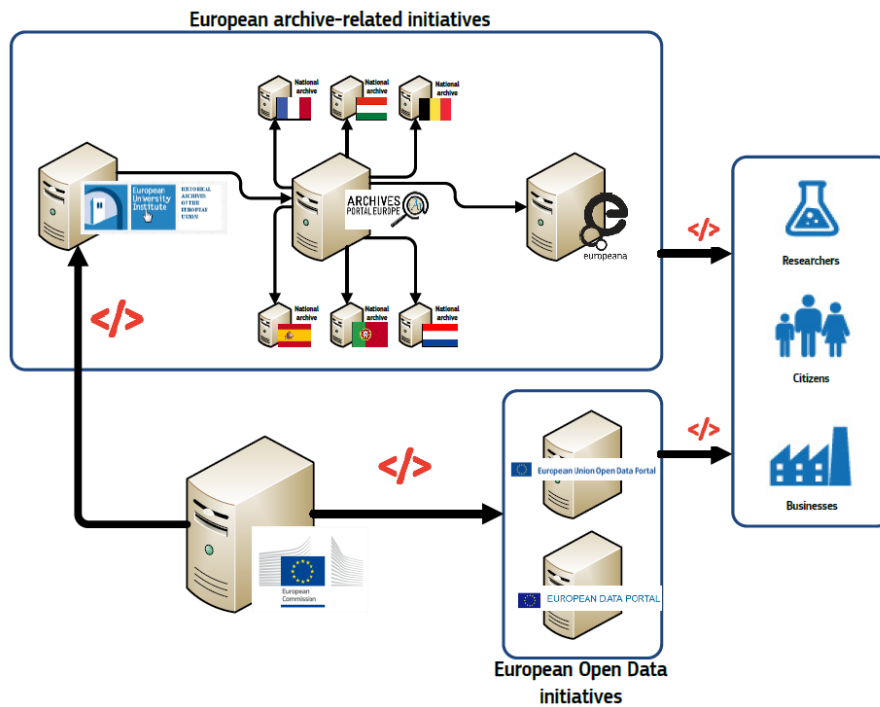 European archive-related initiatives
National
archive
National
archive
National
archive
European
University
Institute
HISTORICAL
ARCHIVES
OF THE
EUROPEAN
UNION
ARCHIVES
PORTAL EUROPE
europeana
National
archive
National
archive
National
archive
</>
</>
Researchers
Citizens
Businesses
</>
</>
European Union Open Data Portal
EUROPEAN DATA PORTAL
European
Commission
European Open Data
initiatives